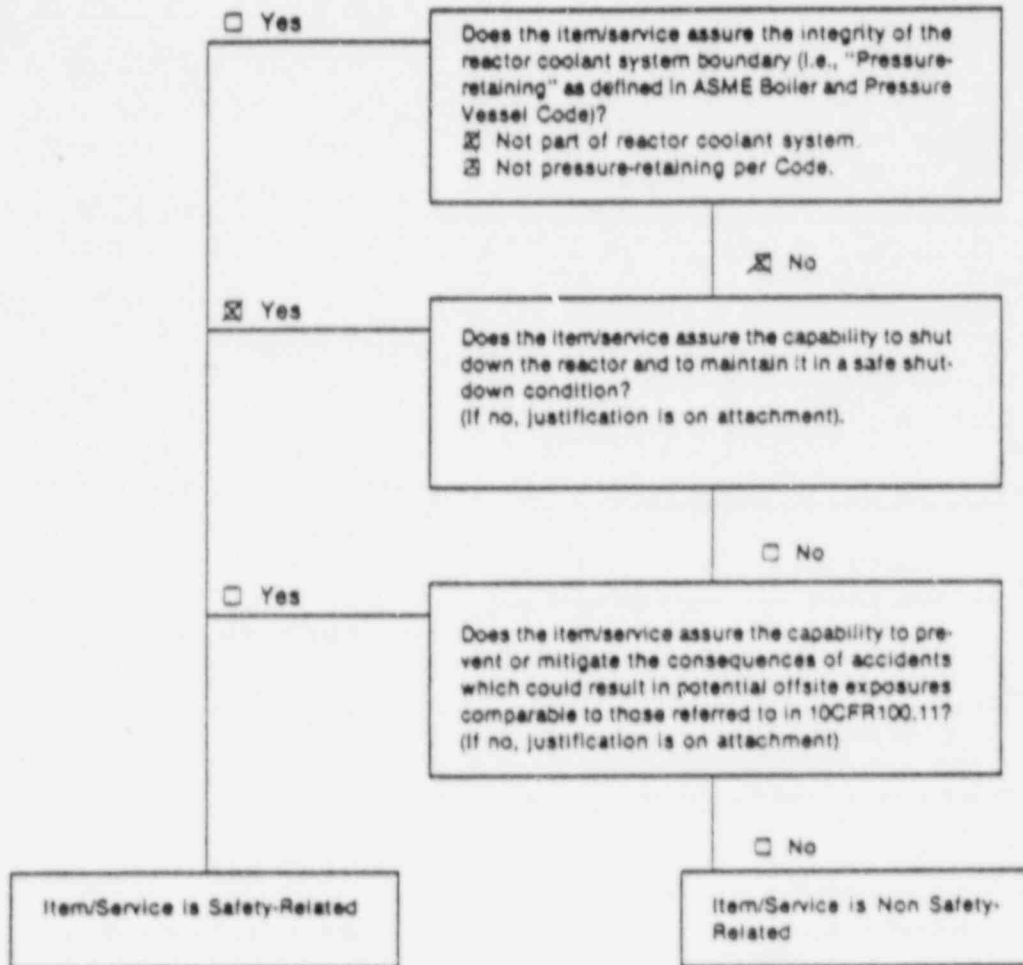 ☐ Yes
Does the item/service assure the integrity of the
reactor coolant system boundary (i.e., "Pressure-
retaining" as defined in ASME Boiler and Pressure
Vessel Code)?
☒ Not part of reactor coolant system.
☒ Not pressure-retaining per Code.
☒ No
☒ Yes
Does the item/service assure the capability to shut
down the reactor and to maintain it in a safe shut-
down condition?
(If no, justification is on attachment).
☐ No
☐ Yes
Does the item/service assure the capability to pre-
vent or mitigate the consequences of accidents
which could result in potential offsite exposures
comparable to those referred to in 10CFR100.11?
(If no, justification is on attachment)
☐ No
Item/Service is Safety-Related
Item/Service is Non Safety-
Related